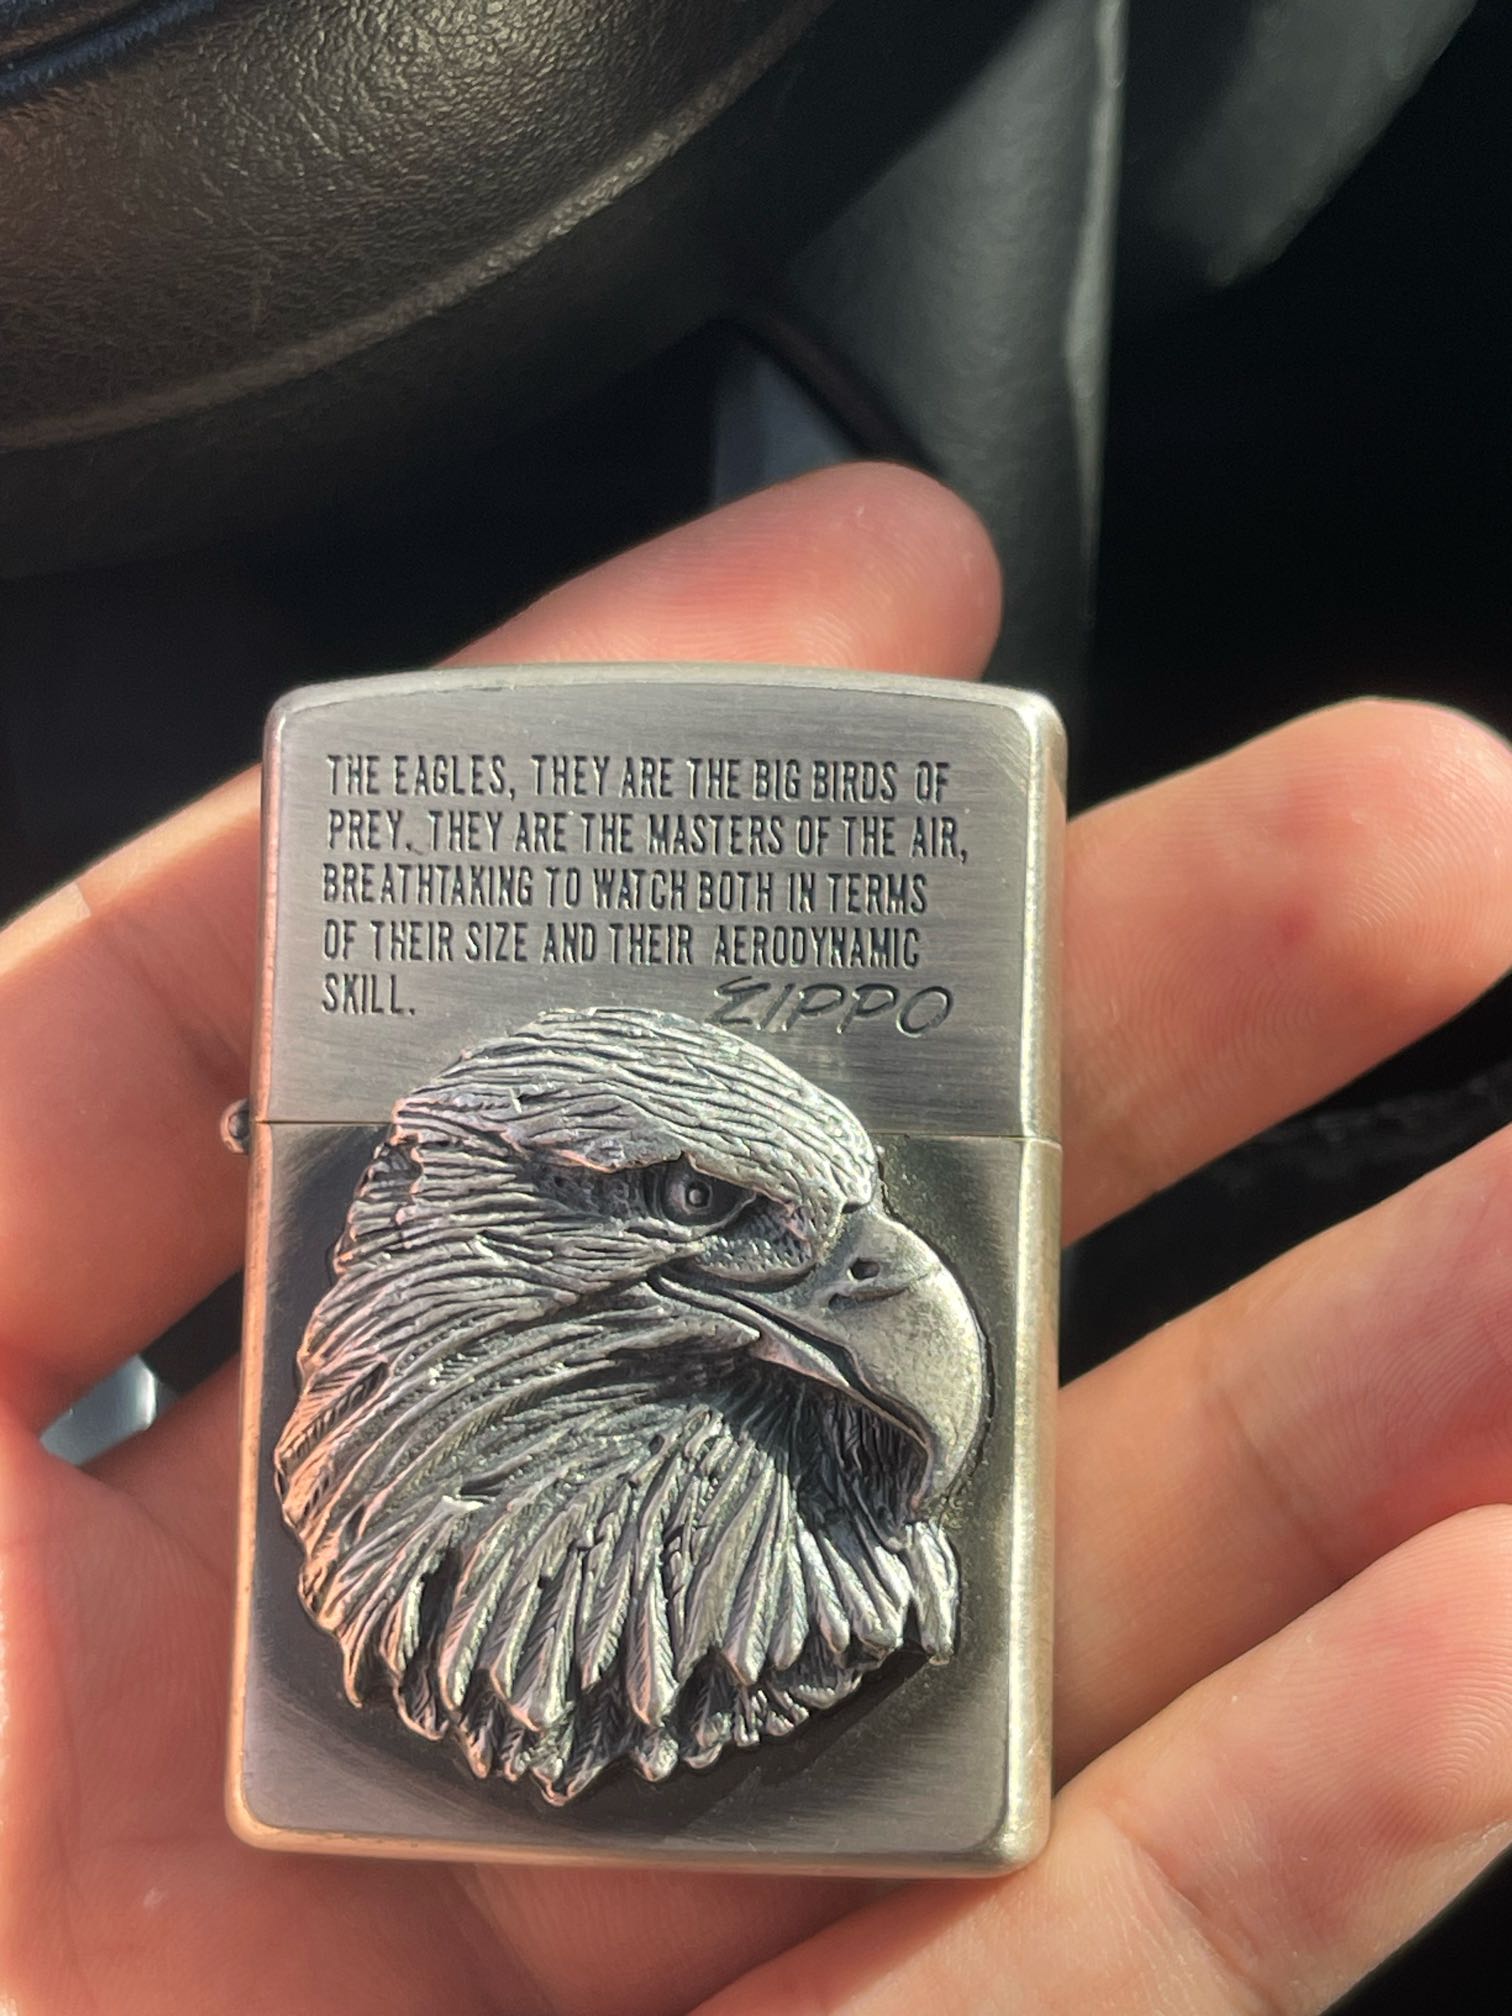 THE EAGLES, THEY ARE THE BIG BIRDS OF
PREY. THEY ARE THE MASTERS OF THE AIR,
BREATHTAKING TO WATCH BOTH IN TERMS
OF THEIR SIZE AND THEIR AERODYNAMIC
SKILL.
ZIPPO